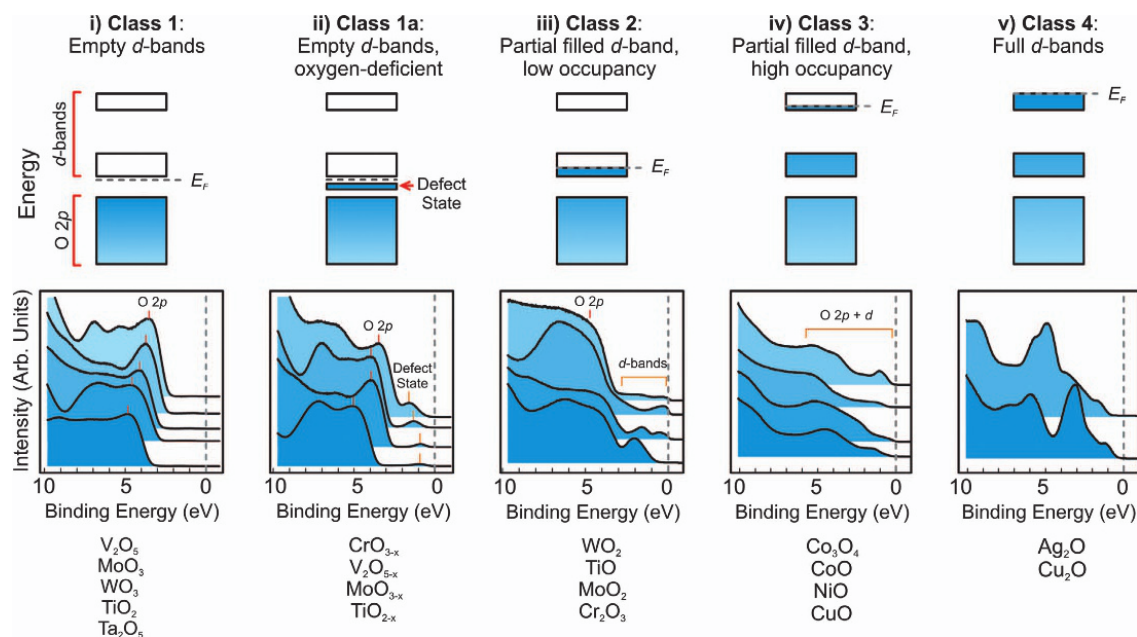 i) Class 1:
Empty d-bands
ii) Class 1a:
Empty d-bands,
oxygen-deficient
iii) Class 2:
Partial filled d-band,
low occupancy
iv) Class 3:
Partial filled d-band,
high occupancy
v) Class 4:
Full d-bands
Energy
d-bands
O 2p
E_F
Defect
State
E_F
E_F
E_F
Intensity (Arb. Units)
O 2p
O 2p
Defect
State
O 2p
d-bands
O 2p + d
10 5 0
10 5 0
10 5 0
10 5 0
10 5 0
Binding Energy (eV)
Binding Energy (eV)
Binding Energy (eV)
Binding Energy (eV)
Binding Energy (eV)
V₂O₅
MoO₃
WO₃
TiO₂
Ta₂O₅
CrO₃₋ₓ
V₂O₅₋ₓ
MoO₃₋ₓ
TiO₂₋ₓ
WO₂
TiO
MoO₂
Cr₂O₃
Co₃O₄
CoO
NiO
CuO
Ag₂O
Cu₂O